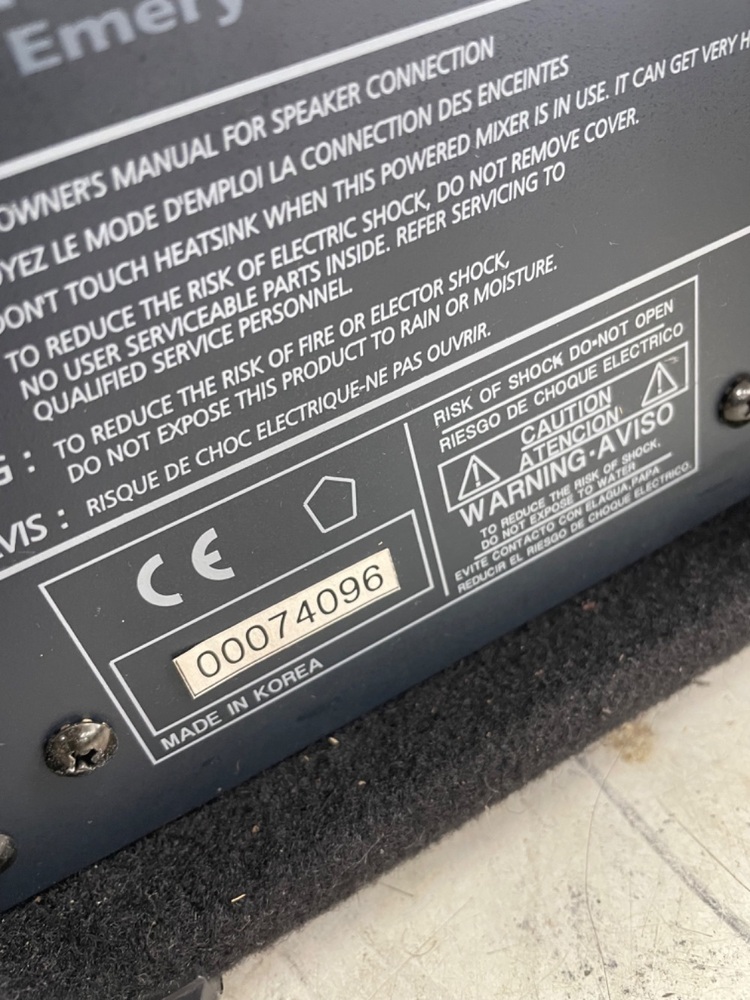 Emery
OWNER'S MANUAL FOR SPEAKER CONNECTION
OYEZ LE MODE D'EMPLOI LA CONNECTION DES ENCEINTES
DON'T TOUCH HEATSINK WHEN THIS POWERED MIXER IS IN USE. IT CAN GET VERY H
TO REDUCE THE RISK OF ELECTRIC SHOCK, DO NOT REMOVE COVER.
NO USER SERVICEABLE PARTS INSIDE. REFER SERVICING TO
QUALIFIED SERVICE PERSONNEL.
G : TO REDUCE THE RISK OF FIRE OR ELECTOR SHOCK,
DO NOT EXPOSE THIS PRODUCT TO RAIN OR MOISTURE.
VIS : RISQUE DE CHOC ELECTRIQUE-NE PAS OUVRIR.
CE
00074096
MADE IN KOREA
RISK OF SHOCK DO-NOT OPEN
RIESGO DE CHOQUE ELECTRICO
CAUTION
ATENCION
WARNING·AVISO
TO REDUCE THE RISK OF SHOCK,
DO NOT EXPOSE TO WATER
EVITE CONTACTO CON ELAGUA, PAPA
REDUCIR EL RIESGO DE CHOQUE ELECTRICO.